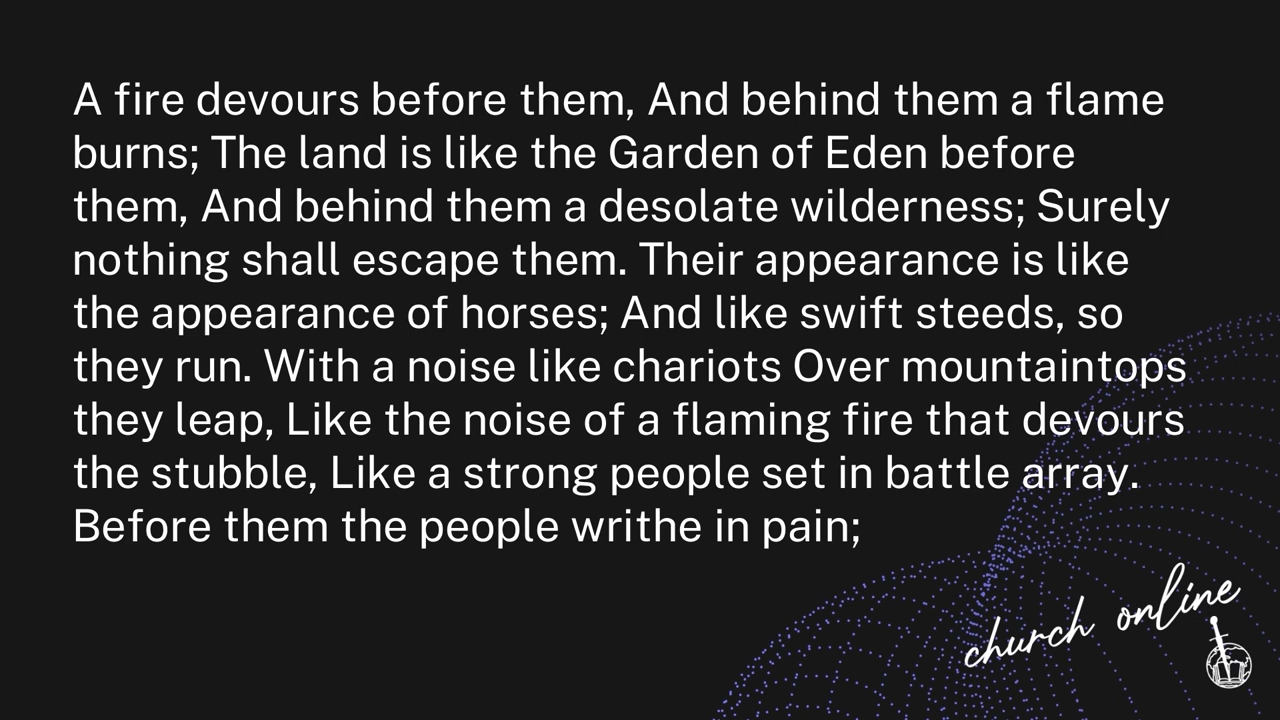 A fire devours before them, And behind them a flame
burns; The land is like the Garden of Eden before
them, And behind them a desolate wilderness; Surely
nothing shall escape them. Their appearance is like
the appearance of horses; And like swift steeds, so
they run. With a noise like chariots Over mountaintops
they leap, Like the noise of a flaming fire that devours
the stubble, Like a strong people set in battle array.
Before them the people writhe in pain;
church online